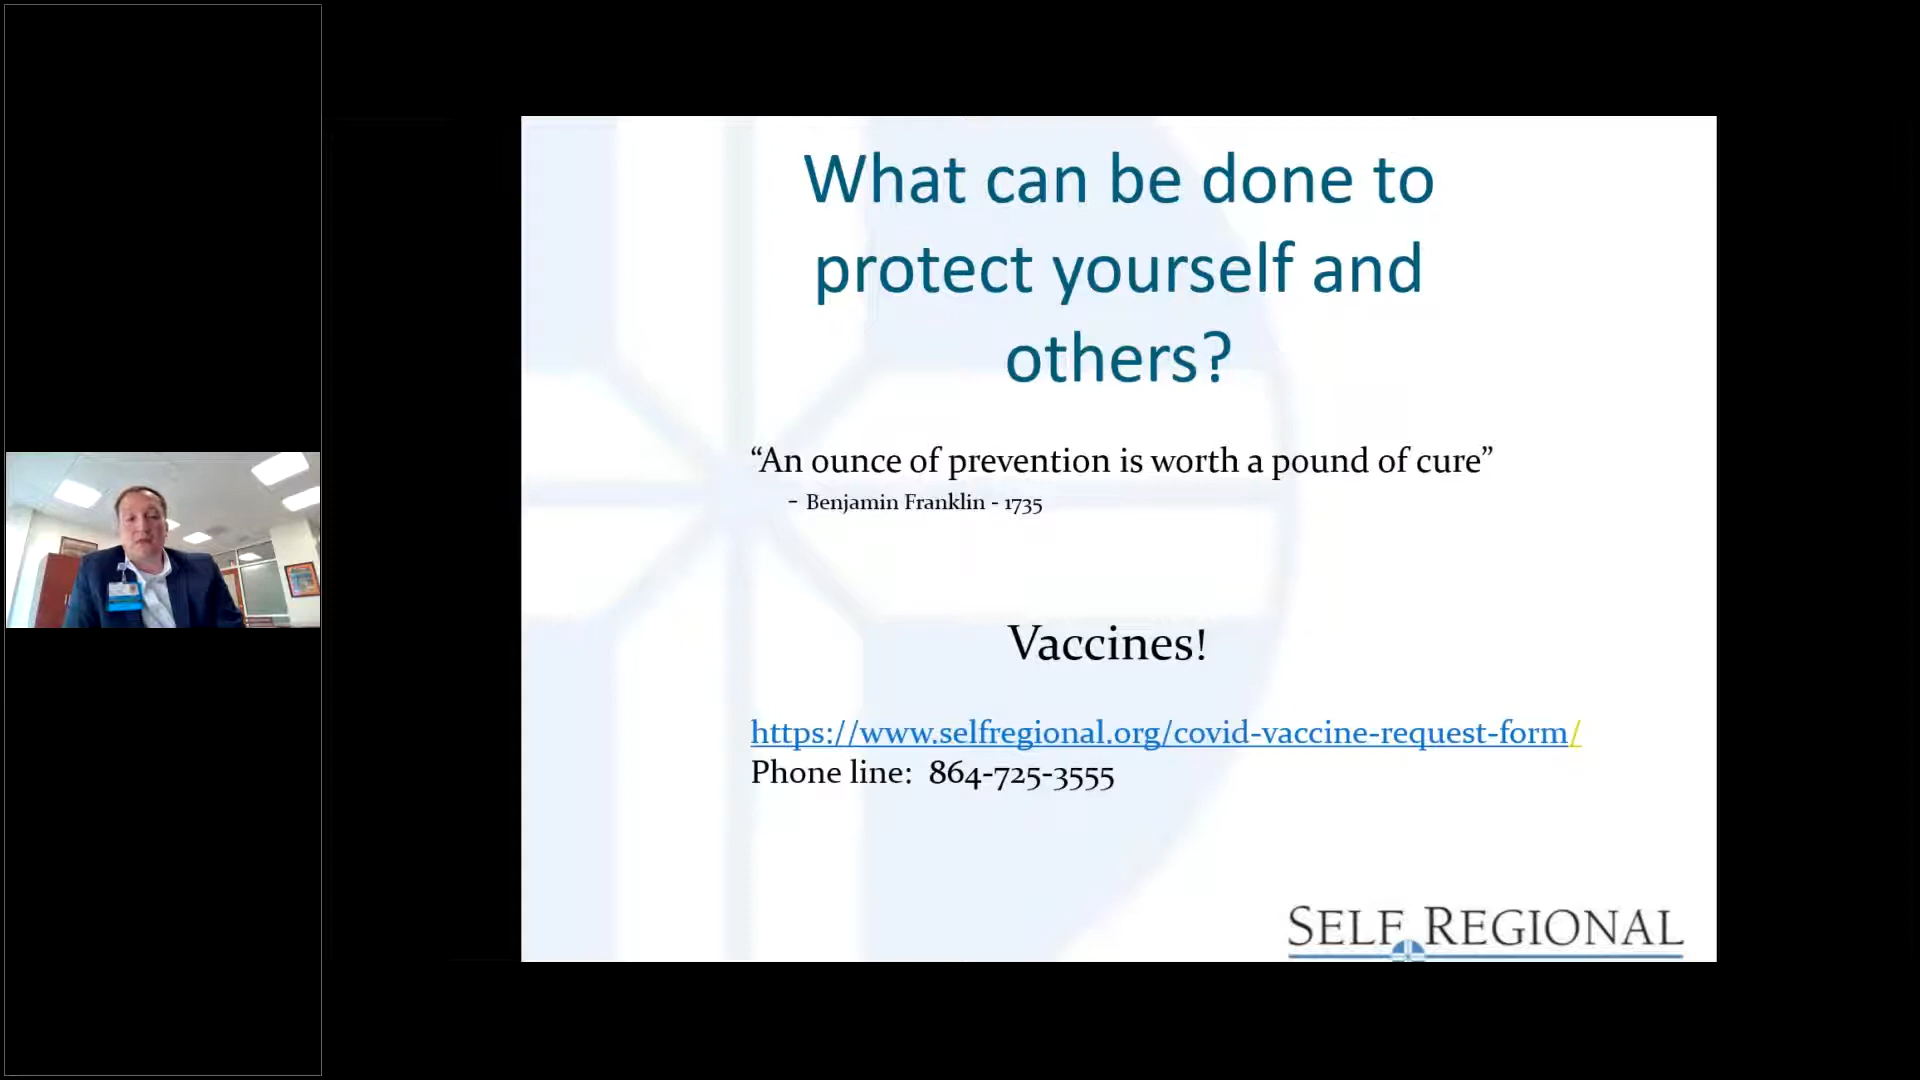 What can be done to
protect yourself and
others?
“An ounce of prevention is worth a pound of cure”
– Benjamin Franklin - 1735
Vaccines!
https://www.selfregional.org/covid-vaccine-request-form/
Phone line:  864-725-3555
SELF REGIONAL